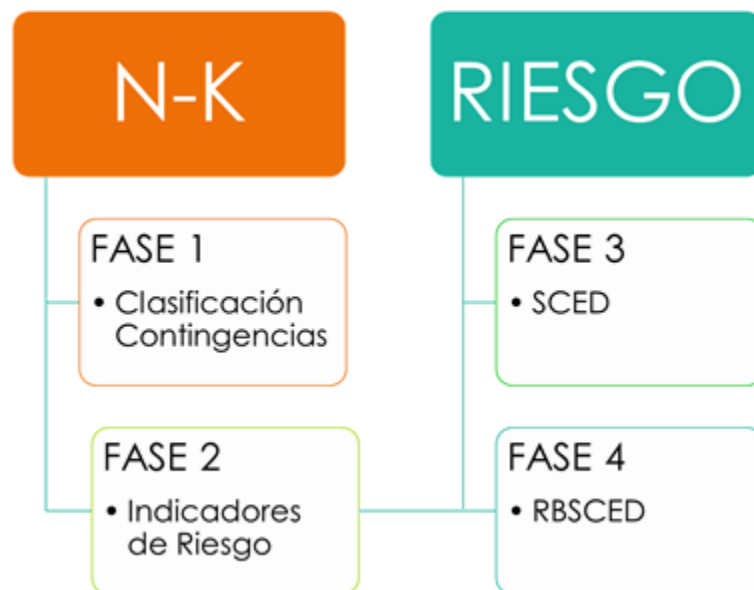 N-K
FASE 1
• Clasificación
Contingencias
FASE 2
• Indicadores
de Riesgo
RIESGO
FASE 3
• SCED
FASE 4
• RBSCED